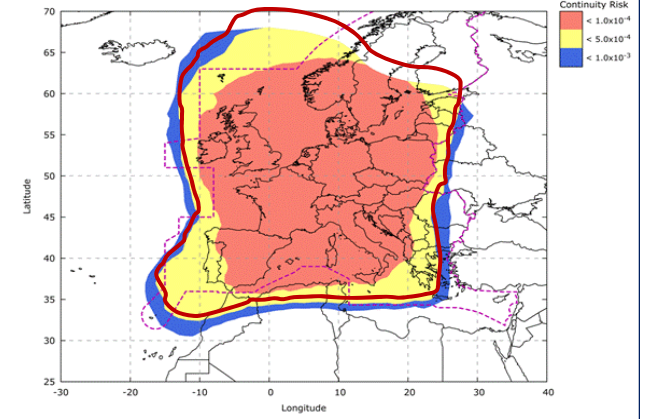 Continuity Risk
< 1.0x10⁻⁴
< 5.0x10⁻⁴
< 1.0x10⁻³
70
65
60
55
50
45
40
35
30
25
Latitude
-30 -20 -10 0 10 20 30 40
Longitude